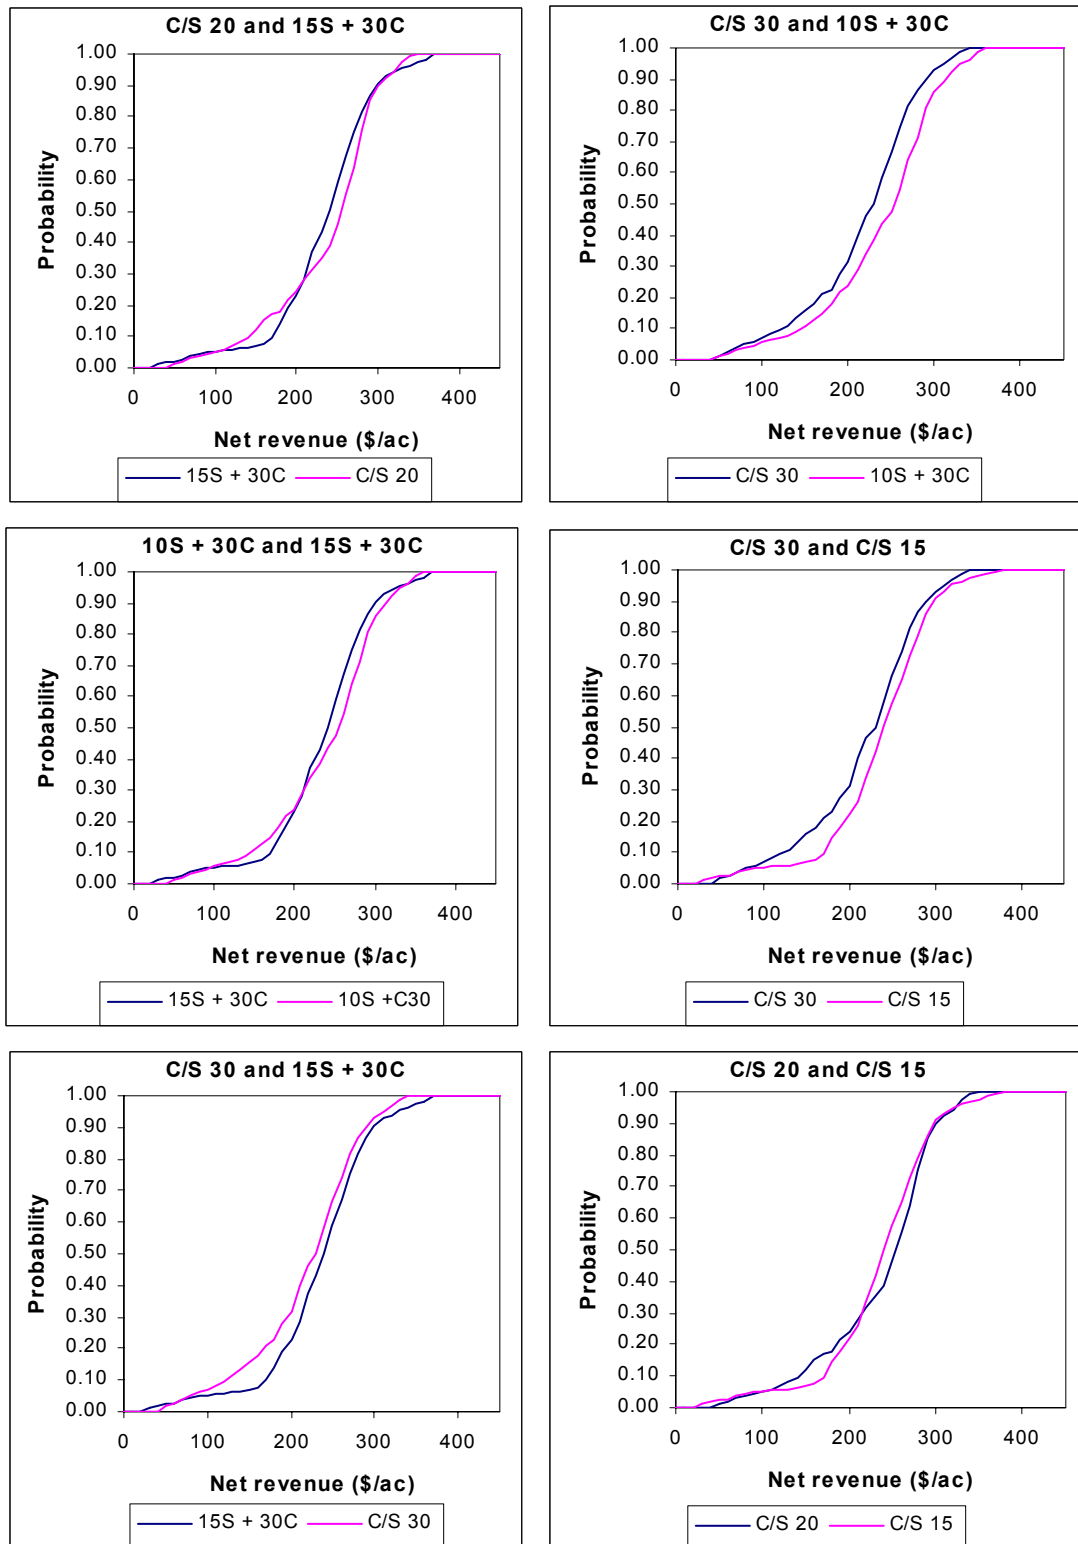 C/S 20 and 15S + 30C
1.00
0.90
0.80
0.70
0.60
0.50
0.40
0.30
0.20
0.10
0.00
Probability
0 100 200 300 400
Net revenue ($/ac)
15S + 30C C/S 20
C/S 30 and 10S + 30C
1.00
0.90
0.80
0.70
0.60
0.50
0.40
0.30
0.20
0.10
0.00
Probability
0 100 200 300 400
Net revenue ($/ac)
C/S 30 10S + 30C
10S + 30C and 15S + 30C
1.00
0.90
0.80
0.70
0.60
0.50
0.40
0.30
0.20
0.10
0.00
Probability
0 100 200 300 400
Net revenue ($/ac)
15S + 30C 10S +C30
C/S 30 and C/S 15
1.00
0.90
0.80
0.70
0.60
0.50
0.40
0.30
0.20
0.10
0.00
Probability
0 100 200 300 400
Net revenue ($/ac)
C/S 30 C/S 15
C/S 30 and 15S + 30C
1.00
0.90
0.80
0.70
0.60
0.50
0.40
0.30
0.20
0.10
0.00
Probability
0 100 200 300 400
Net revenue ($/ac)
15S + 30C C/S 30
C/S 20 and C/S 15
1.00
0.90
0.80
0.70
0.60
0.50
0.40
0.30
0.20
0.10
0.00
Probability
0 100 200 300 400
Net revenue ($/ac)
C/S 20 C/S 15